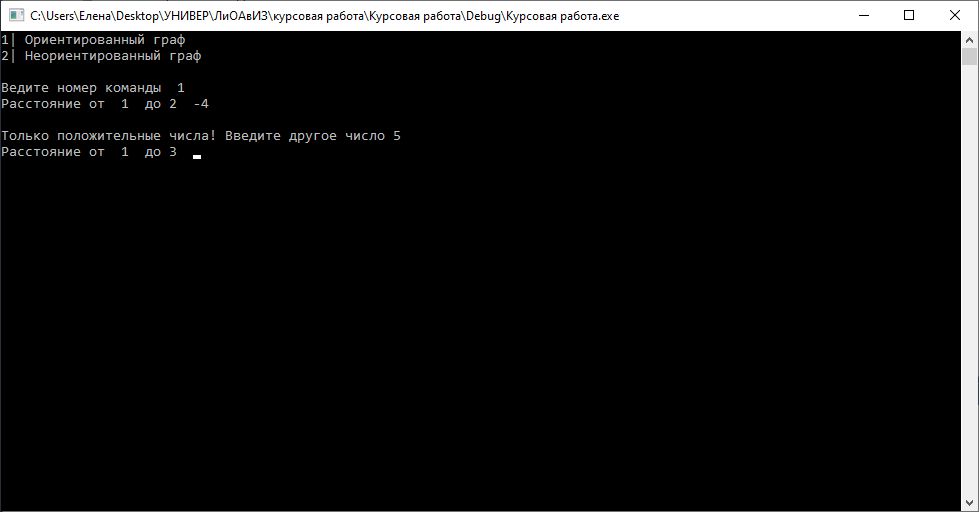 C:\Users\Елена\Desktop\УНИВЕР\ЛиОАвИЗ\курсовая работа\Курсовая работа\Debug\Курсовая работа.exe
1| Ориентированный граф
2| Неориентированный граф
Ведите номер команды  1
Расстояние от  1  до 2  -4
Только положительные числа! Введите другое число 5
Расстояние от  1  до 3